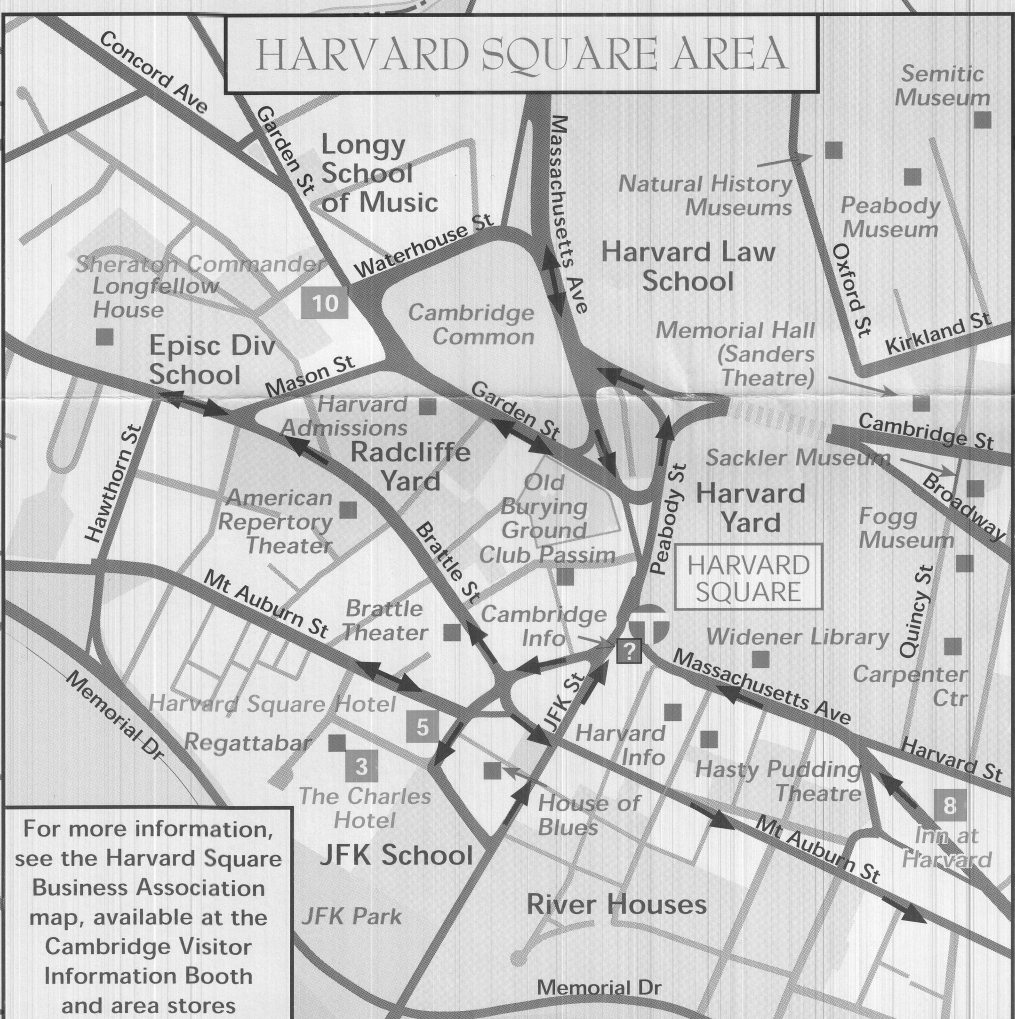 HARVARD SQUARE AREA
Concord Ave
Garden St
Longy
School
of Music
Massachusetts Ave
Semitic
Museum
Natural History
Museums
Peabody
Museum
Waterhouse St
Harvard Law
School
Oxford St
Sheraton Commander
Longfellow
House
10
Cambridge
Common
Kirkland St
Memorial Hall
(Sanders
Theatre)
Episc Div
School
Mason St
Harvard
Admissions
Garden St
Radcliffe
Yard
Cambridge St
Sackler Museum
Broadway
Hawthorn St
American
Repertory
Theater
Old
Burying
Ground
Club Passim
Peabody St
Harvard
Yard
Fogg
Museum
HARVARD
SQUARE
Brattle St
Mt Auburn St
Brattle
Theater
Cambridge
Info
?
T
Quincy St
Widener Library
Massachusetts Ave
Carpenter
Ctr
Memorial Dr
Harvard Square Hotel
5
JFK St
Regattabar
3
Harvard
Info
Harvard St
Hasty Pudding
Theatre
The Charles
Hotel
House of
Blues
8
Inn at
Harvard
Mt Auburn St
JFK School
River Houses
JFK Park
Memorial Dr
For more information,
see the Harvard Square
Business Association
map, available at the
Cambridge Visitor
Information Booth
and area stores